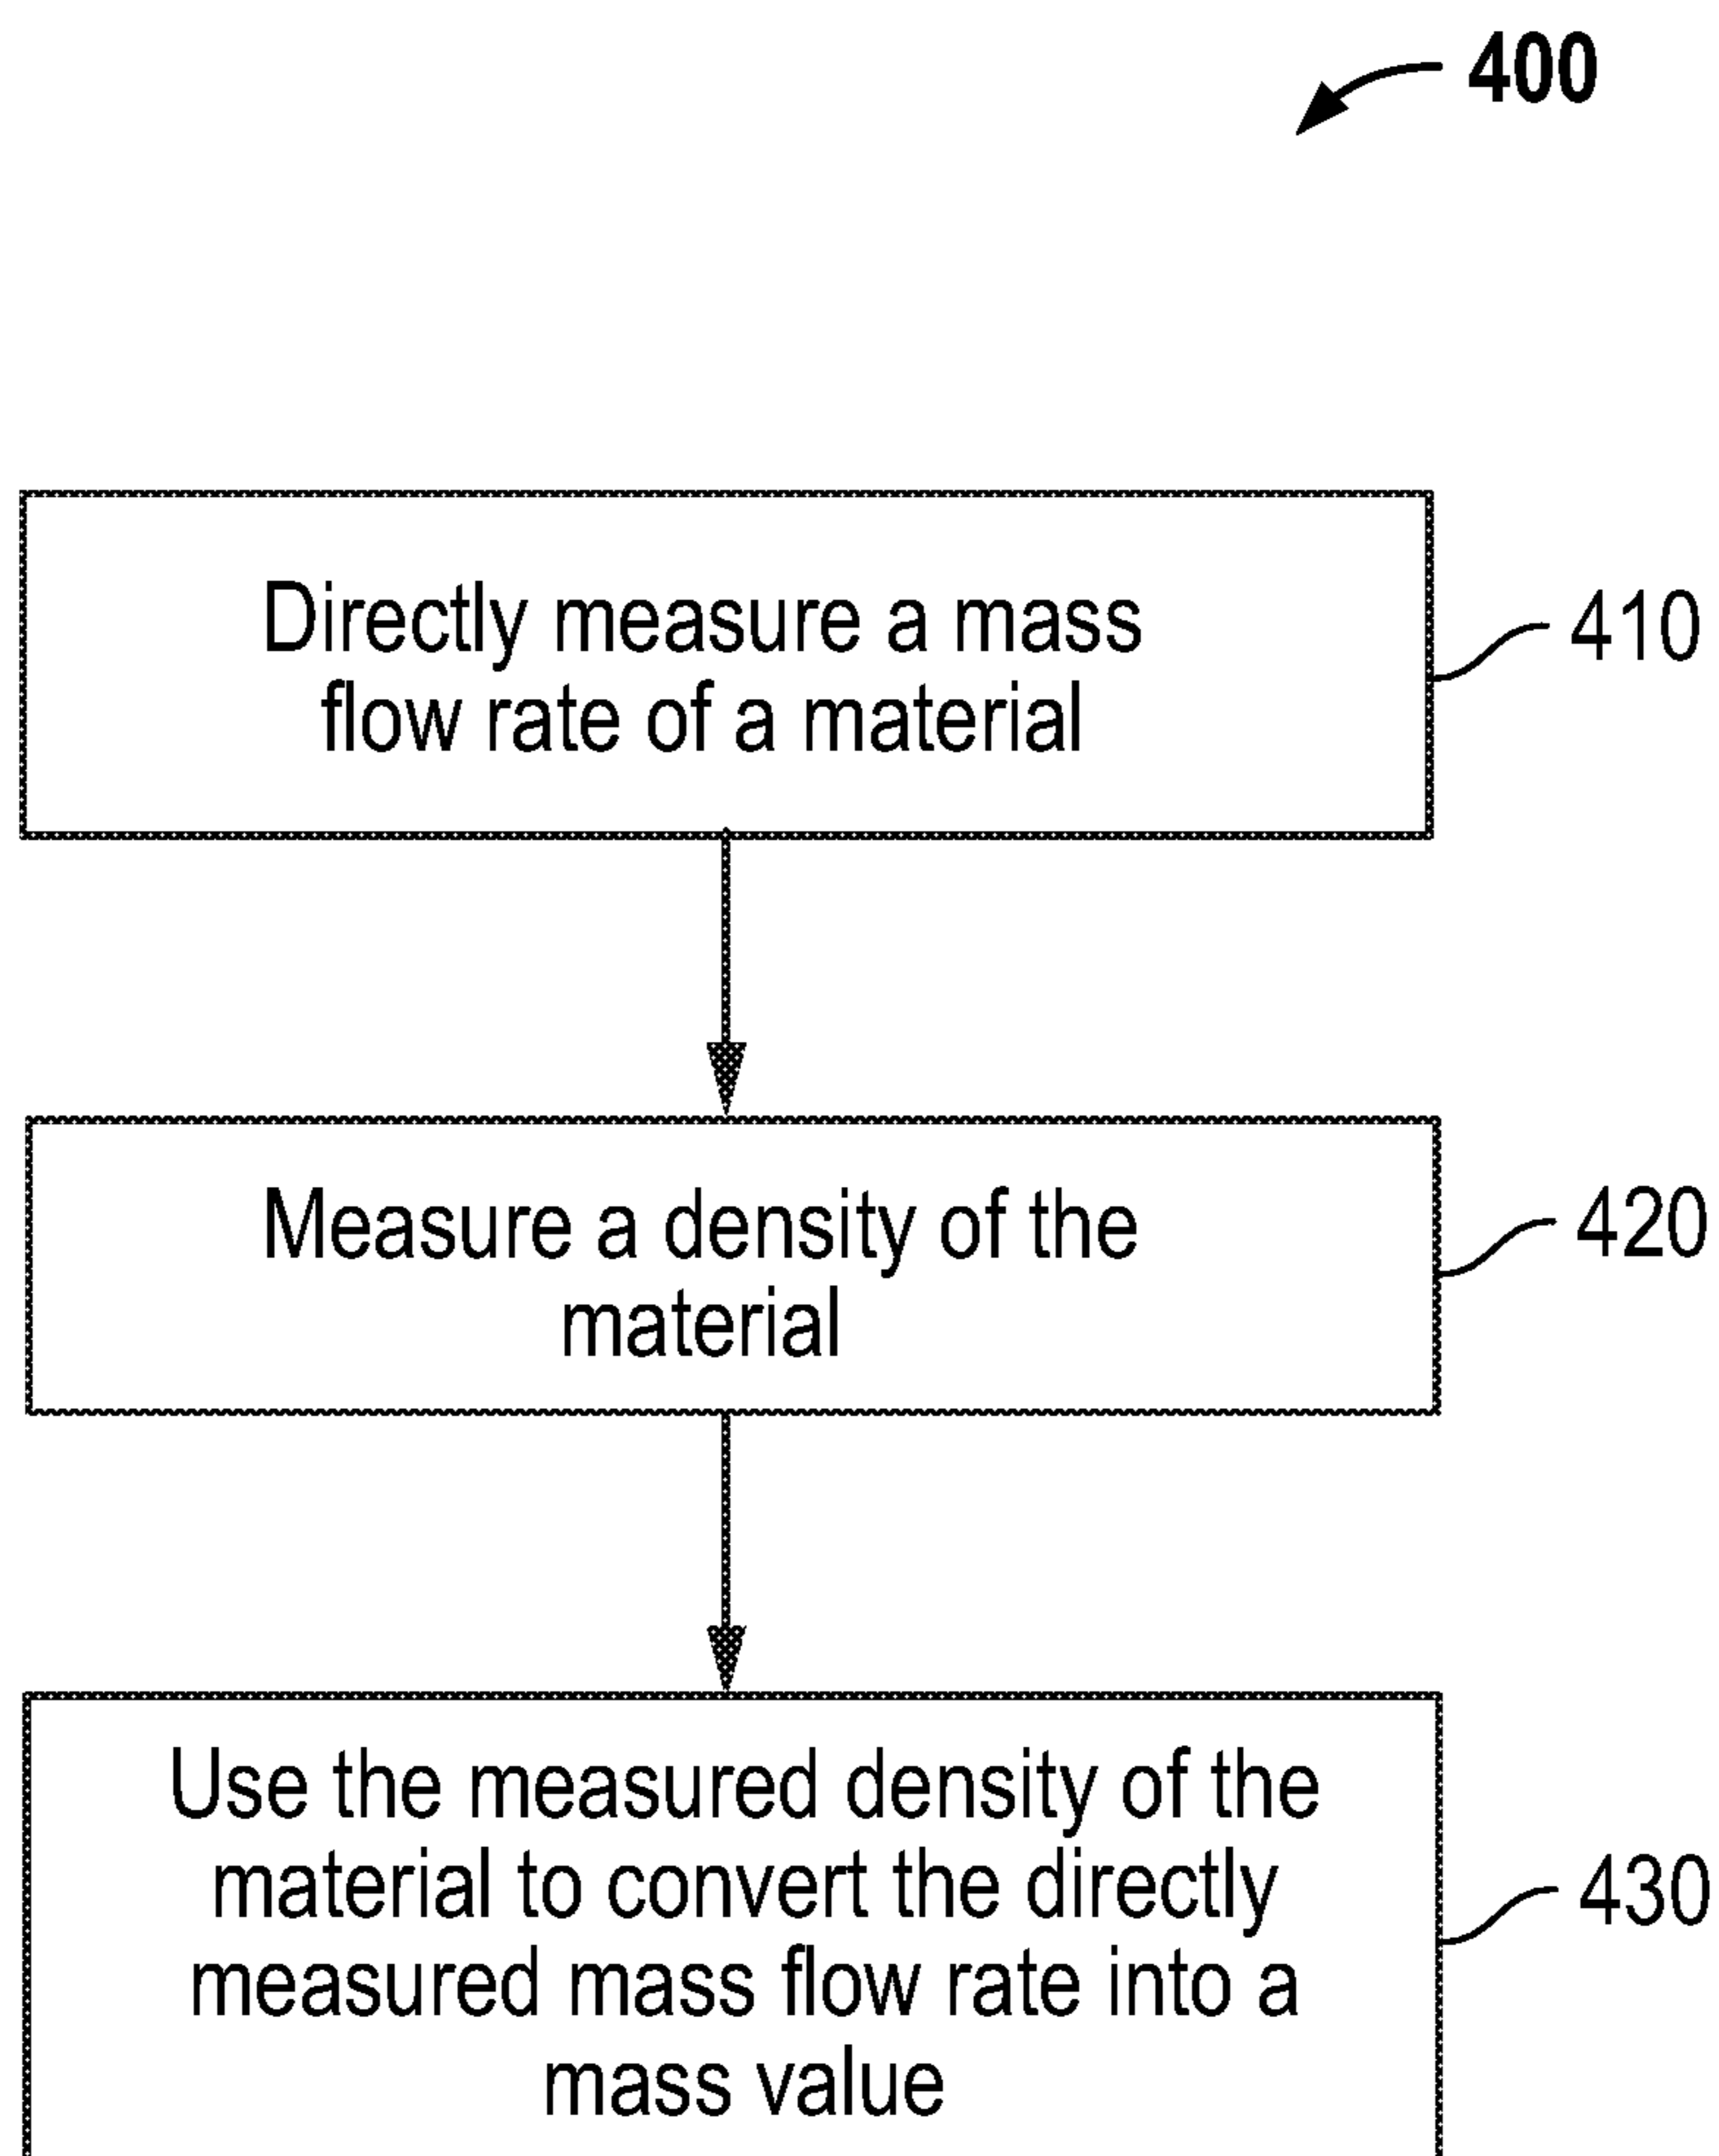 400
Directly measure a mass
flow rate of a material
410
Measure a density of the
material
420
Use the measured density of the
material to convert the directly
measured mass flow rate into a
mass value
430